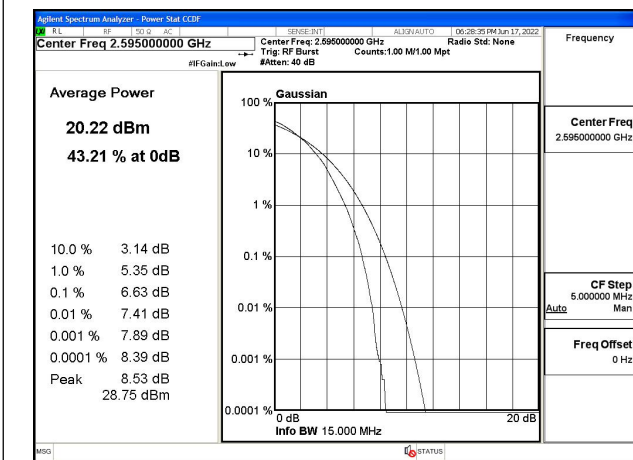 Agilent Spectrum Analyzer - Power Stat CCDF
RL RF 50 Ω AC SENSE:INT ALIGN AUTO 06:28:35 PM Jun 17, 2022
Center Freq 2.595000000 GHz
Center Freq: 2.595000000 GHz Radio Std: None
Trig: RF Burst Counts:1.00 M/1.00 Mpt
#IFGain:Low #Atten: 40 dB
Frequency
Average Power
20.22 dBm
43.21 % at 0dB
10.0 % 3.14 dB
1.0 % 5.35 dB
0.1 % 6.63 dB
0.01 % 7.41 dB
0.001 % 7.89 dB
0.0001 % 8.39 dB
Peak 8.53 dB
28.75 dBm
Gaussian
100 %
10 %
1 %
0.1 %
0.01 %
0.001 %
0.0001 %
0 dB 20 dB
Info BW 15.000 MHz
Center Freq
2.595000000 GHz
CF Step
5.000000 MHz
Auto Man
Freq Offset
0 Hz
MSG STATUS